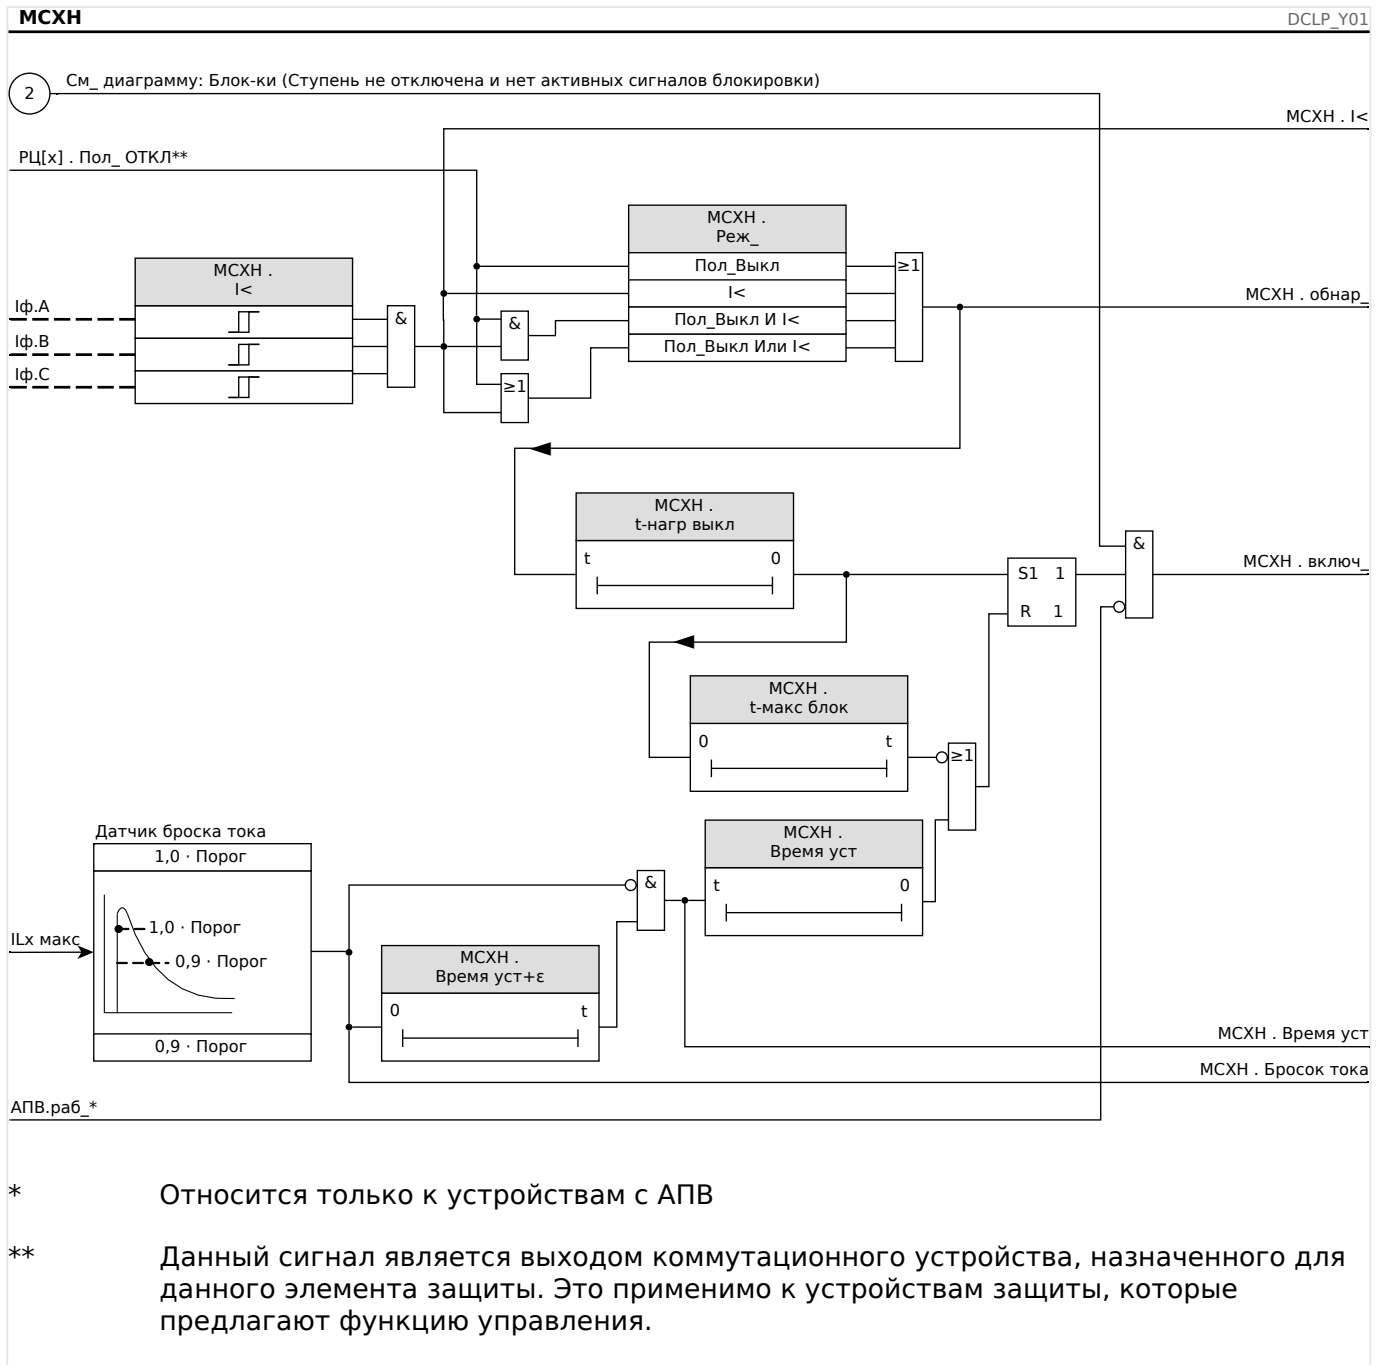 МСХН
DCLP_Y01
2
См_ диаграмму: Блок-ки (Ступень не отключена и нет активных сигналов блокировки)
МСХН . I<
РЦ[x] . Пол_ ОТКЛ**
МСХН .
Реж_
Пол_Выкл
I<
Пол_Выкл И I<
Пол_Выкл Или I<
≥1
МСХН .
I<
Iф.A
Iф.B
Iф.C
&
&
≥1
МСХН . обнар_
МСХН .
t-нагр выкл
t 0
S1 1
R 1
&
МСХН . включ_
МСХН .
t-макс блок
0 t
≥1
Датчик броска тока
1,0 · Порог
1,0 · Порог
0,9 · Порог
0,9 · Порог
ILx макс
&
МСХН .
Время уст
t 0
МСХН .
Время уст+ε
0 t
МСХН . Время уст
МСХН . Бросок тока
АПВ.раб_*
* Относится только к устройствам с АПВ
** Данный сигнал является выходом коммутационного устройства, назначенного для
данного элемента защиты. Это применимо к устройствам защиты, которые
предлагают функцию управления.